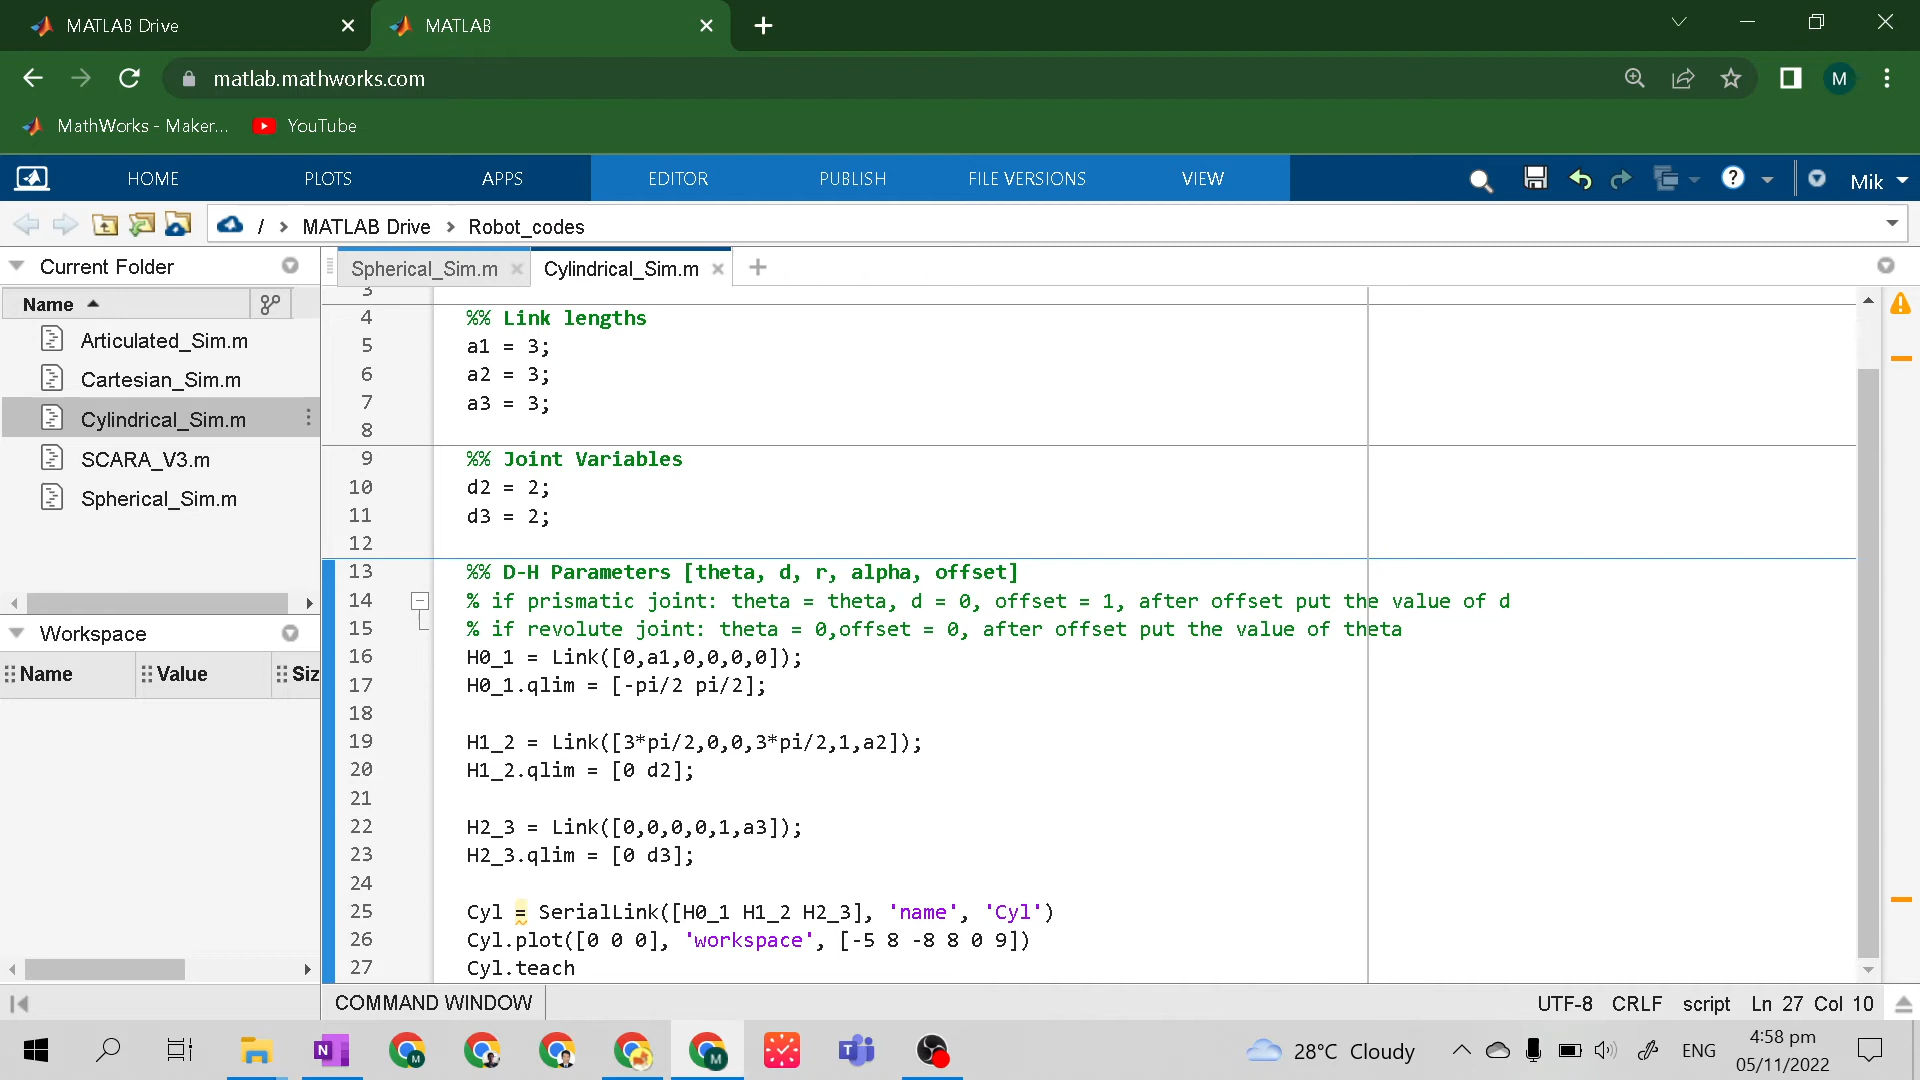 MATLAB Drive
MATLAB
matlab.mathworks.com
M
MathWorks - Maker...
YouTube
HOME
PLOTS
APPS
EDITOR
PUBLISH
FILE VERSIONS
VIEW
Mik
/ > MATLAB Drive > Robot_codes
Current Folder
Name
Articulated_Sim.m
Cartesian_Sim.m
Cylindrical_Sim.m
SCARA_V3.m
Spherical_Sim.m
Workspace
Name
Value
Siz
Spherical_Sim.m
Cylindrical_Sim.m
3
4 %% Link lengths
5 a1 = 3;
6 a2 = 3;
7 a3 = 3;
8
9 %% Joint Variables
10 d2 = 2;
11 d3 = 2;
12
13 %% D-H Parameters [theta, d, r, alpha, offset]
14 % if prismatic joint: theta = theta, d = 0, offset = 1, after offset put the value of d
15 % if revolute joint: theta = 0,offset = 0, after offset put the value of theta
16 H0_1 = Link([0,a1,0,0,0,0]);
17 H0_1.qlim = [-pi/2 pi/2];
18
19 H1_2 = Link([3*pi/2,0,0,3*pi/2,1,a2]);
20 H1_2.qlim = [0 d2];
21
22 H2_3 = Link([0,0,0,0,1,a3]);
23 H2_3.qlim = [0 d3];
24
25 Cyl = SerialLink([H0_1 H1_2 H2_3], 'name', 'Cyl')
26 Cyl.plot([0 0 0], 'workspace', [-5 8 -8 8 0 9])
27 Cyl.teach
COMMAND WINDOW
UTF-8 CRLF script Ln 27 Col 10
28°C Cloudy
ENG
4:58 pm
05/11/2022